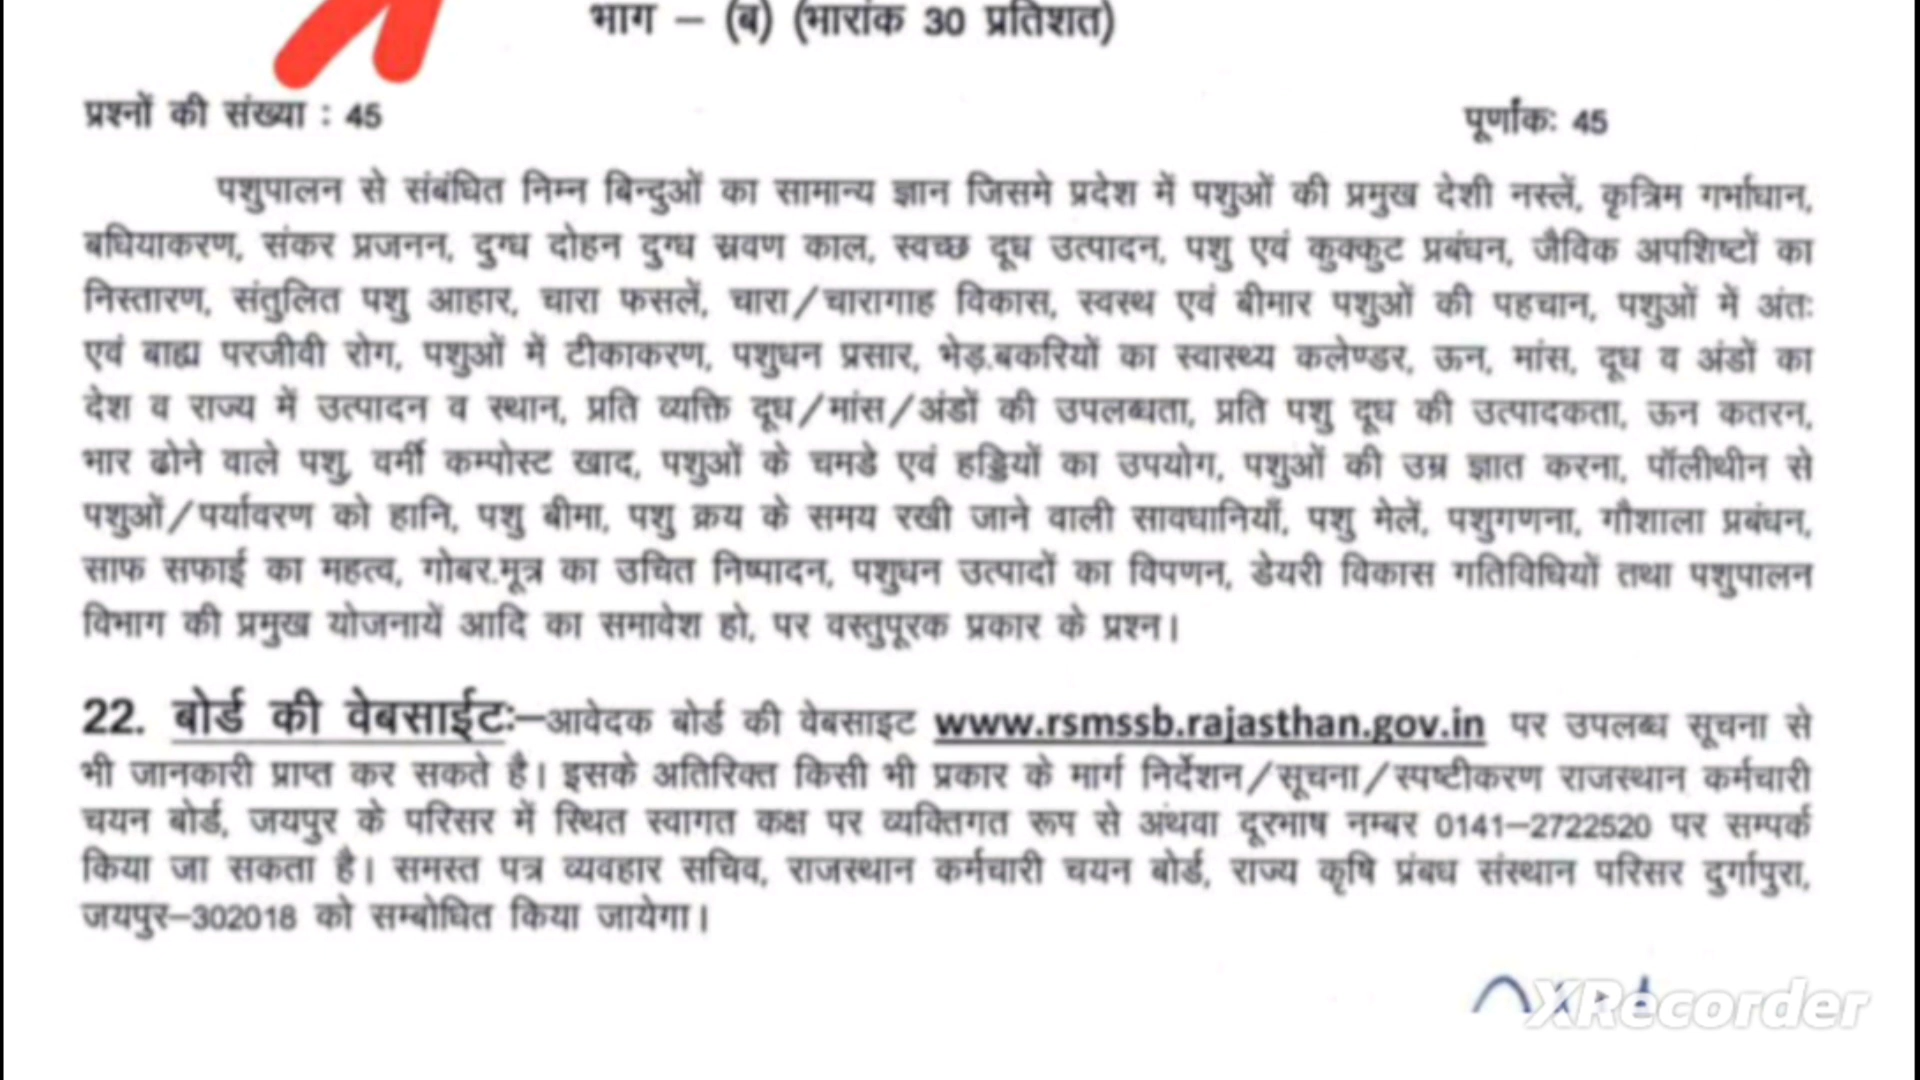 भाग – (ब) (भारांक 30 प्रतिशत)
प्रश्नों की संख्या : 45
पूर्णांकः 45
पशुपालन से संबंधित निम्न बिन्दुओं का सामान्य ज्ञान जिसमे प्रदेश में पशुओं की प्रमुख देशी नस्लें, कृत्रिम गर्भाधान,
बधियाकरण, संकर प्रजनन, दुग्ध दोहन दुग्ध स्रवण काल, स्वच्छ दूध उत्पादन, पशु एवं कुक्कुट प्रबंधन, जैविक अपशिष्टों का
निस्तारण, संतुलित पशु आहार, चारा फसलें, चारा/चारागाह विकास, स्वस्थ एवं बीमार पशुओं की पहचान, पशुओं में अंतः
एवं बाह्य परजीवी रोग, पशुओं में टीकाकरण, पशुधन प्रसार, भेड़.बकरियों का स्वास्थ्य कलेण्डर, ऊन, मांस, दूध व अंडों का
देश व राज्य में उत्पादन व स्थान, प्रति व्यक्ति दूध/मांस/अंडों की उपलब्धता, प्रति पशु दूध की उत्पादकता, ऊन कतरन,
भार ढोने वाले पशु, वर्मी कम्पोस्ट खाद, पशुओं के चमडे एवं हड्डियों का उपयोग, पशुओं की उम्र ज्ञात करना, पॉलीथीन से
पशुओं/पर्यावरण को हानि, पशु बीमा, पशु क्रय के समय रखी जाने वाली सावधानियाँ, पशु मेलें, पशुगणना, गौशाला प्रबंधन,
साफ सफाई का महत्व, गोबर.मूत्र का उचित निष्पादन, पशुधन उत्पादों का विपणन, डेयरी विकास गतिविधियों तथा पशुपालन
विभाग की प्रमुख योजनायें आदि का समावेश हो, पर वस्तुपूरक प्रकार के प्रश्न।
22. बोर्ड की वेबसाईटः–आवेदक बोर्ड की वेबसाइट www.rsmssb.rajasthan.gov.in पर उपलब्ध सूचना से
भी जानकारी प्राप्त कर सकते है। इसके अतिरिक्त किसी भी प्रकार के मार्ग निर्देशन/सूचना/स्पष्टीकरण राजस्थान कर्मचारी
चयन बोर्ड, जयपुर के परिसर में स्थित स्वागत कक्ष पर व्यक्तिगत रूप से अंथवा दूरभाष नम्बर 0141–2722520 पर सम्पर्क
किया जा सकता है। समस्त पत्र व्यवहार सचिव, राजस्थान कर्मचारी चयन बोर्ड, राज्य कृषि प्रंबध संस्थान परिसर दुर्गापुरा,
जयपुर–302018 को सम्बोधित किया जायेगा।
XRecorder